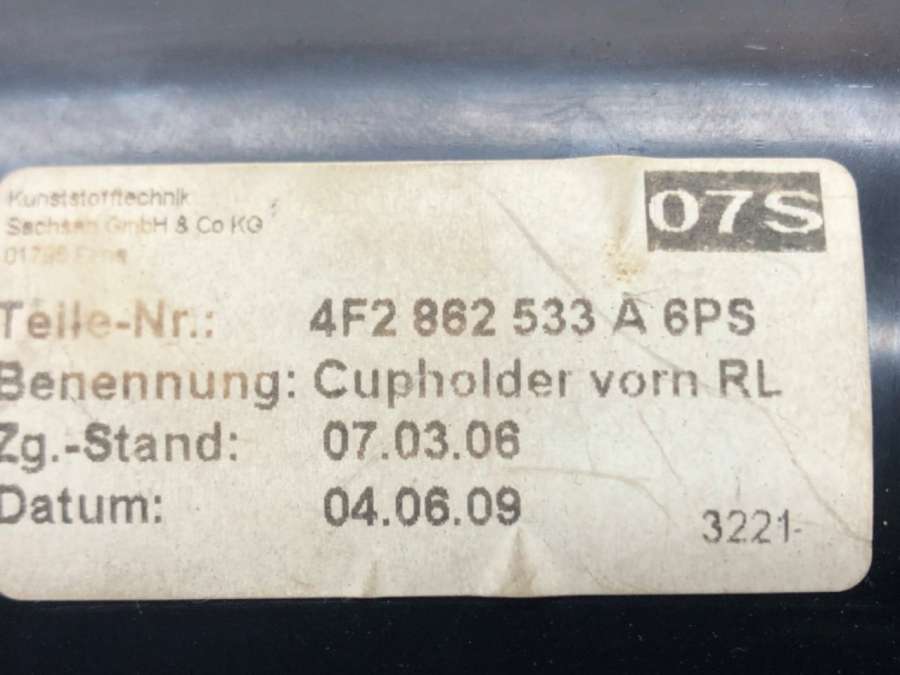 Kunststofftechnik
Sachsen GmbH & Co KG
07S
Teile-Nr.: 4F2 862 533 A 6PS
Benennung: Cupholder vorn RL
Zg.-Stand: 07.03.06
Datum: 04.06.09
3221-